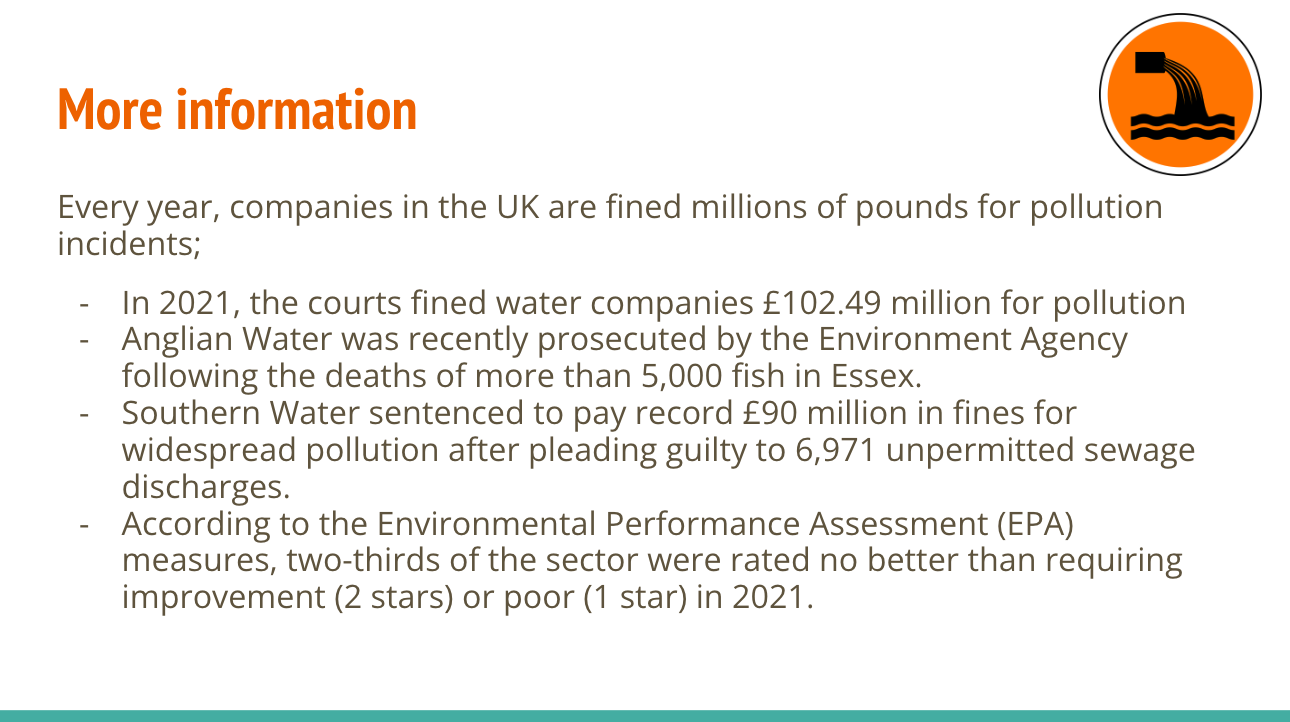 More information
Every year, companies in the UK are fined millions of pounds for pollution
incidents;
- In 2021, the courts fined water companies £102.49 million for pollution
- Anglian Water was recently prosecuted by the Environment Agency
following the deaths of more than 5,000 fish in Essex.
- Southern Water sentenced to pay record £90 million in fines for
widespread pollution after pleading guilty to 6,971 unpermitted sewage
discharges.
- According to the Environmental Performance Assessment (EPA)
measures, two-thirds of the sector were rated no better than requiring
improvement (2 stars) or poor (1 star) in 2021.